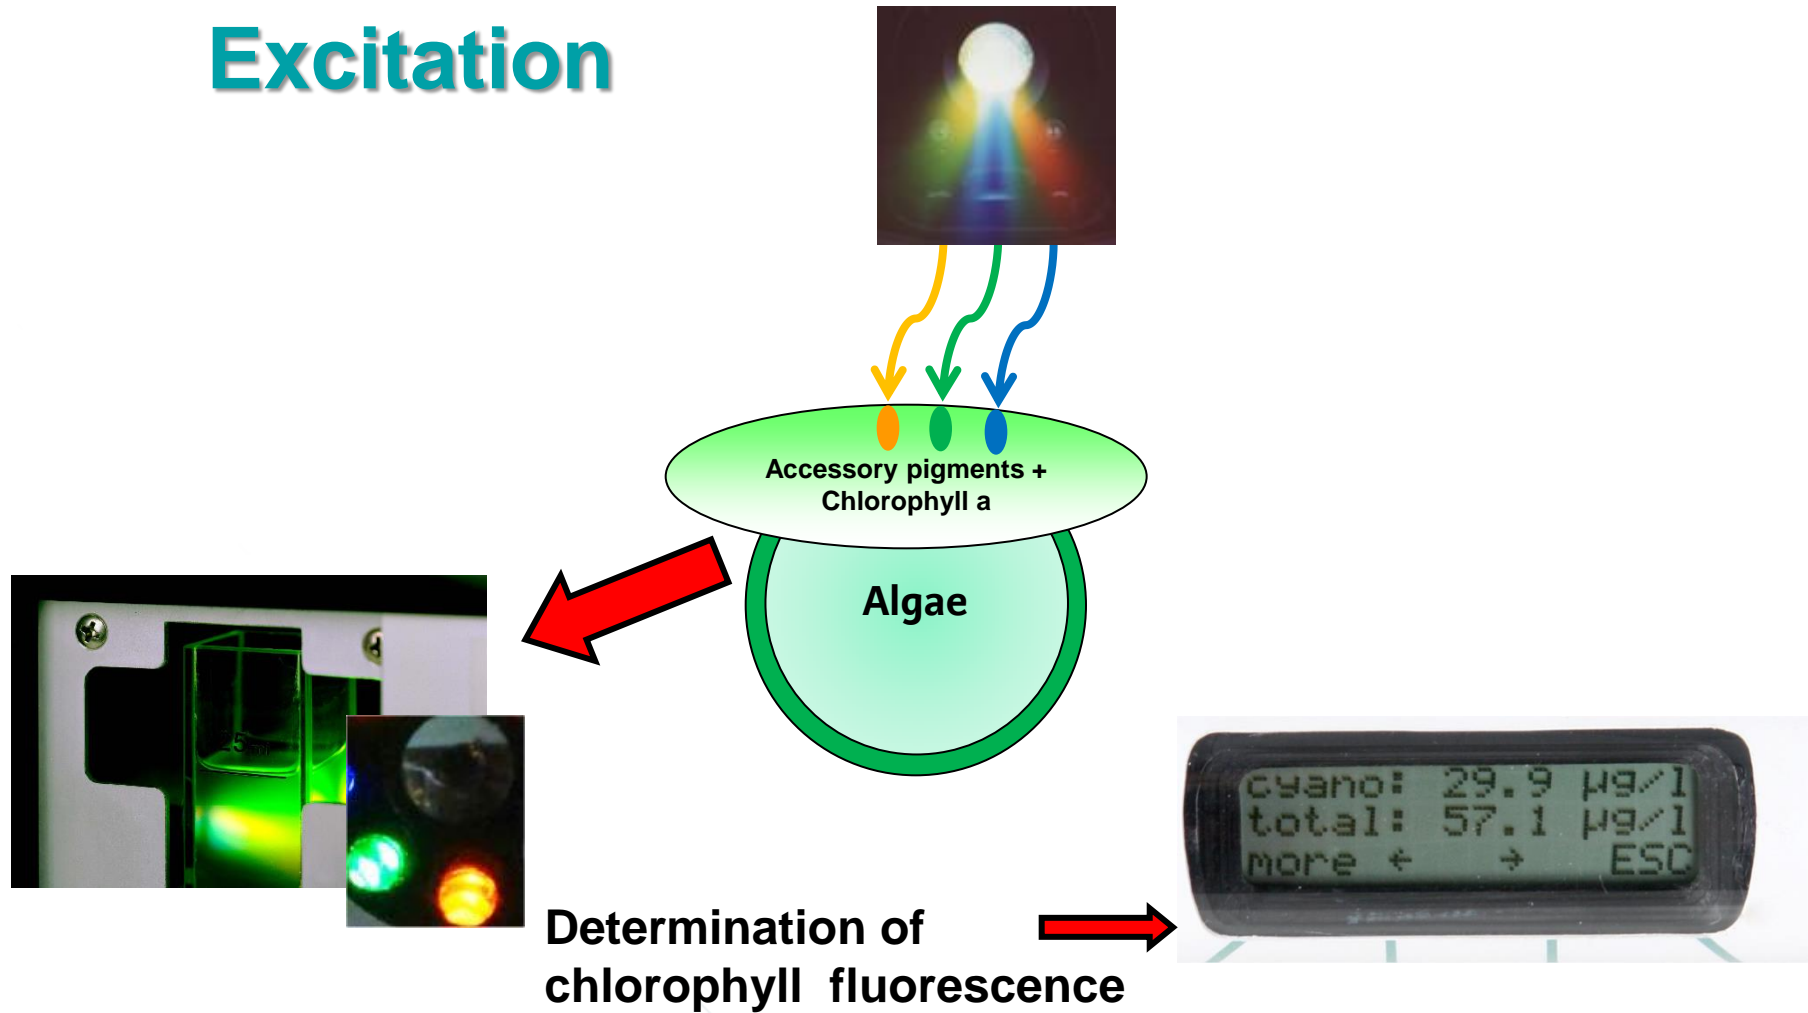 Excitation
Accessory pigments +
Chlorophyll a
Algae
cyano: 29.9 µg/l
total: 57.1 µg/l
more ← → ESC
Determination of
chlorophyll fluorescence